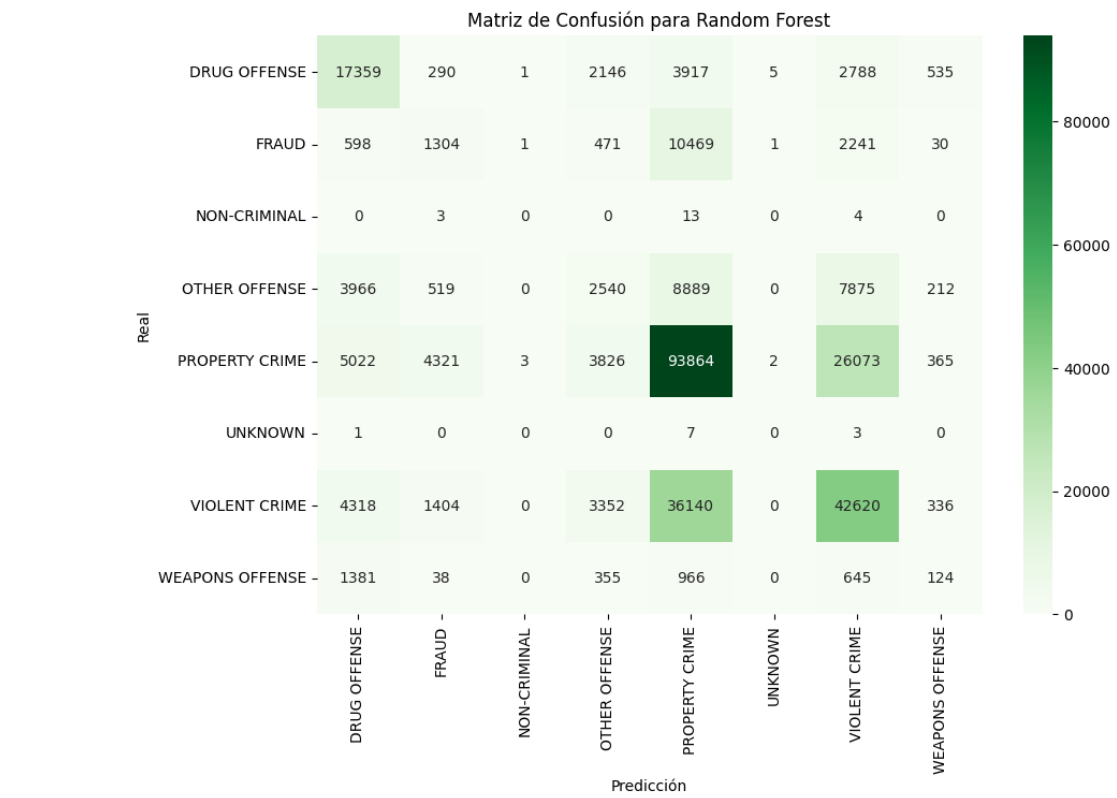 Matriz de Confusión para Random Forest
DRUG OFFENSE 17359 290 1 2146 3917 5 2788 535
FRAUD 598 1304 1 471 10469 1 2241 30
NON-CRIMINAL 0 3 0 0 13 0 4 0
OTHER OFFENSE 3966 519 0 2540 8889 0 7875 212
PROPERTY CRIME 5022 4321 3 3826 93864 2 26073 365
UNKNOWN 1 0 0 0 7 0 3 0
VIOLENT CRIME 4318 1404 0 3352 36140 0 42620 336
WEAPONS OFFENSE 1381 38 0 355 966 0 645 124
Real
DRUG OFFENSE
FRAUD
NON-CRIMINAL
OTHER OFFENSE
PROPERTY CRIME
UNKNOWN
VIOLENT CRIME
WEAPONS OFFENSE
Predicción
80000
60000
40000
20000
0